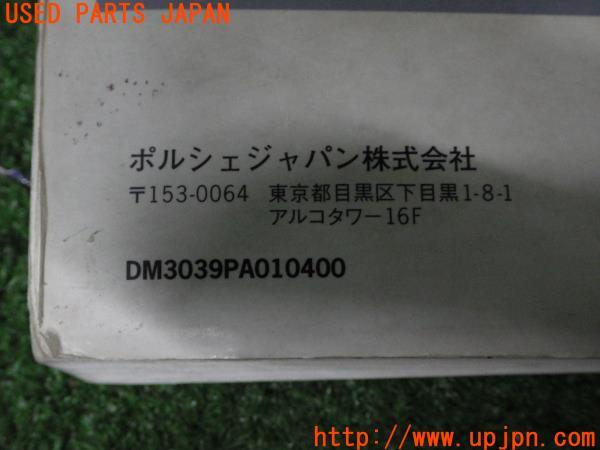 USED PARTS JAPAN
ポルシェジャパン株式会社
〒153-0064 東京都目黒区下目黒1-8-1
アルコタワー16F
DM3039PA010400
http://www.upjpn.com